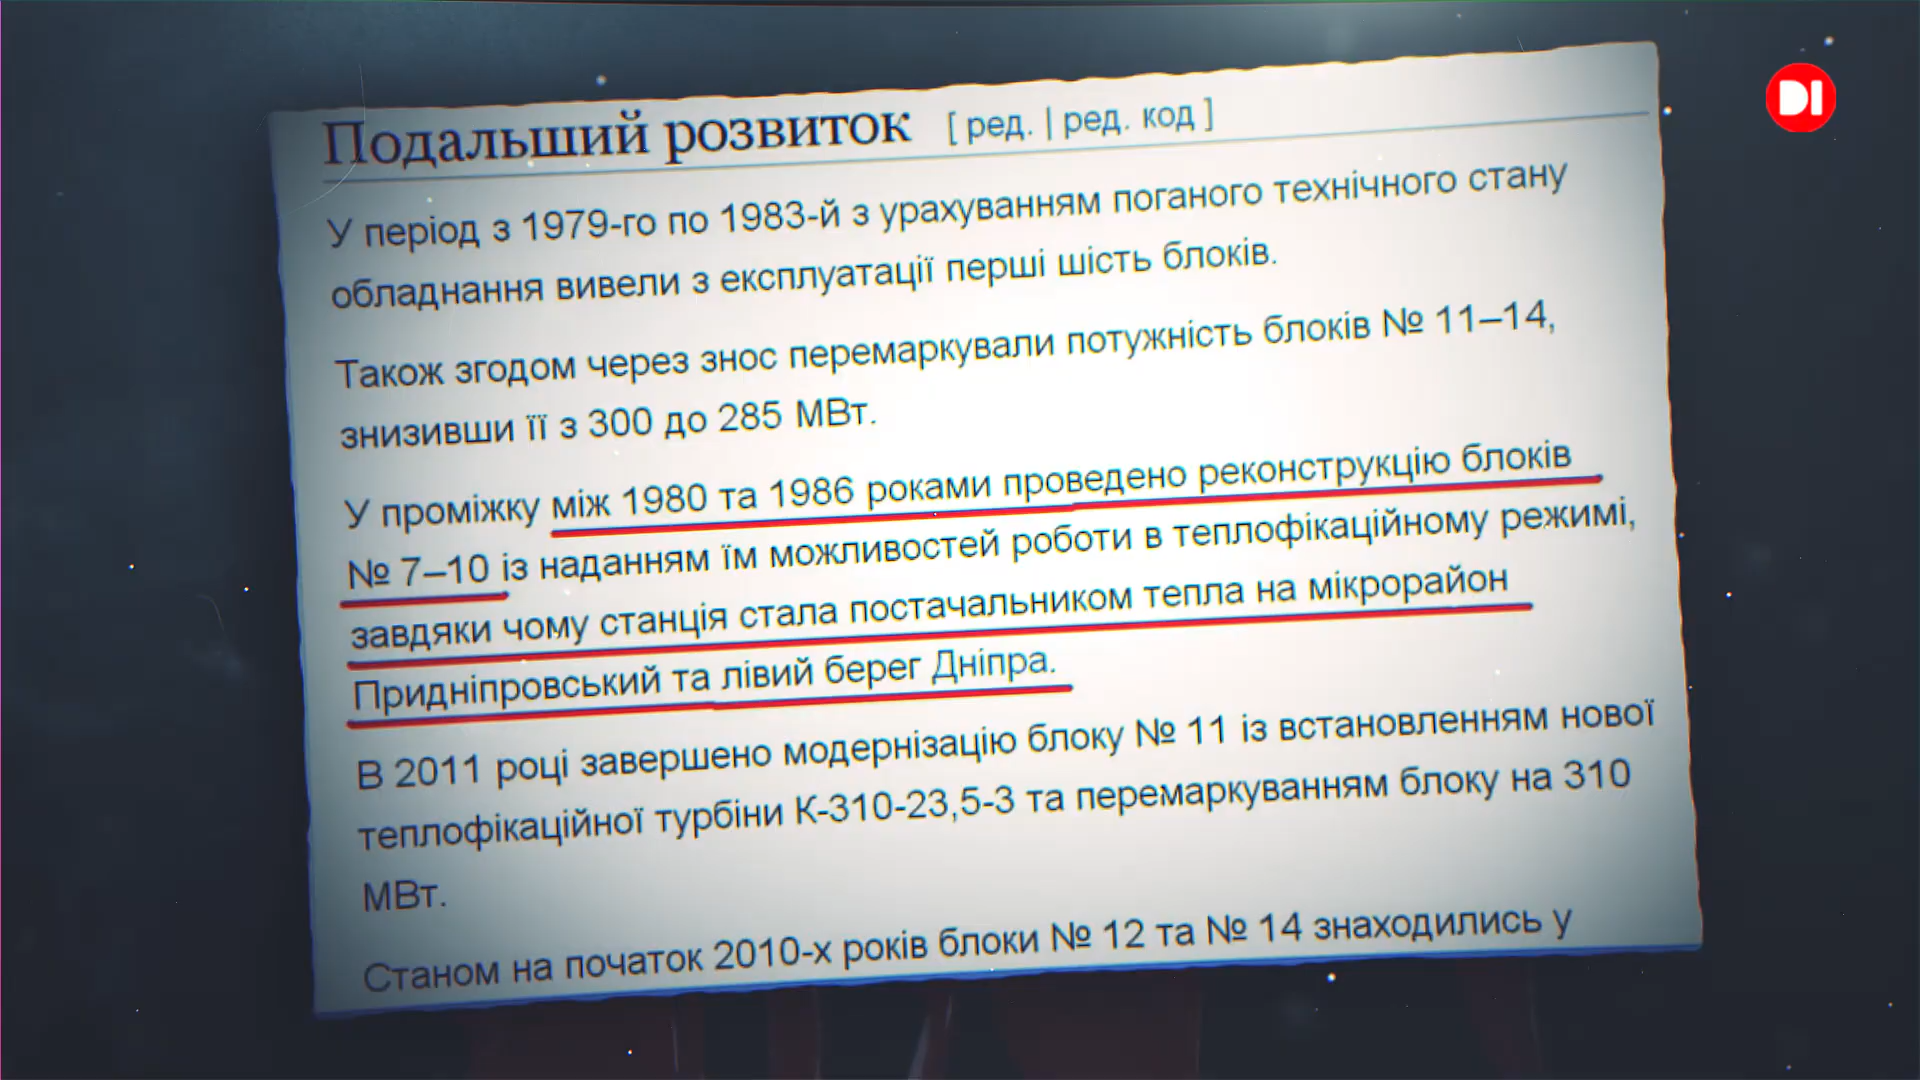 DI
Подальший розвиток [ ред. | ред. код ]
У період з 1979-го по 1983-й з урахуванням поганого технічного стану
обладнання вивели з експлуатації перші шість блоків.
Також згодом через знос перемаркували потужність блоків № 11–14,
знизивши її з 300 до 285 МВт.
У проміжку між 1980 та 1986 роками проведено реконструкцію блоків
№ 7–10 із наданням їм можливостей роботи в теплофікаційному режимі,
завдяки чому станція стала постачальником тепла на мікрорайон
Придніпровський та лівий берег Дніпра.
В 2011 році завершено модернізацію блоку № 11 із встановленням нової
теплофікаційної турбіни К-310-23,5-3 та перемаркуванням блоку на 310
МВт.
Станом на початок 2010-х років блоки № 12 та № 14 знаходились у